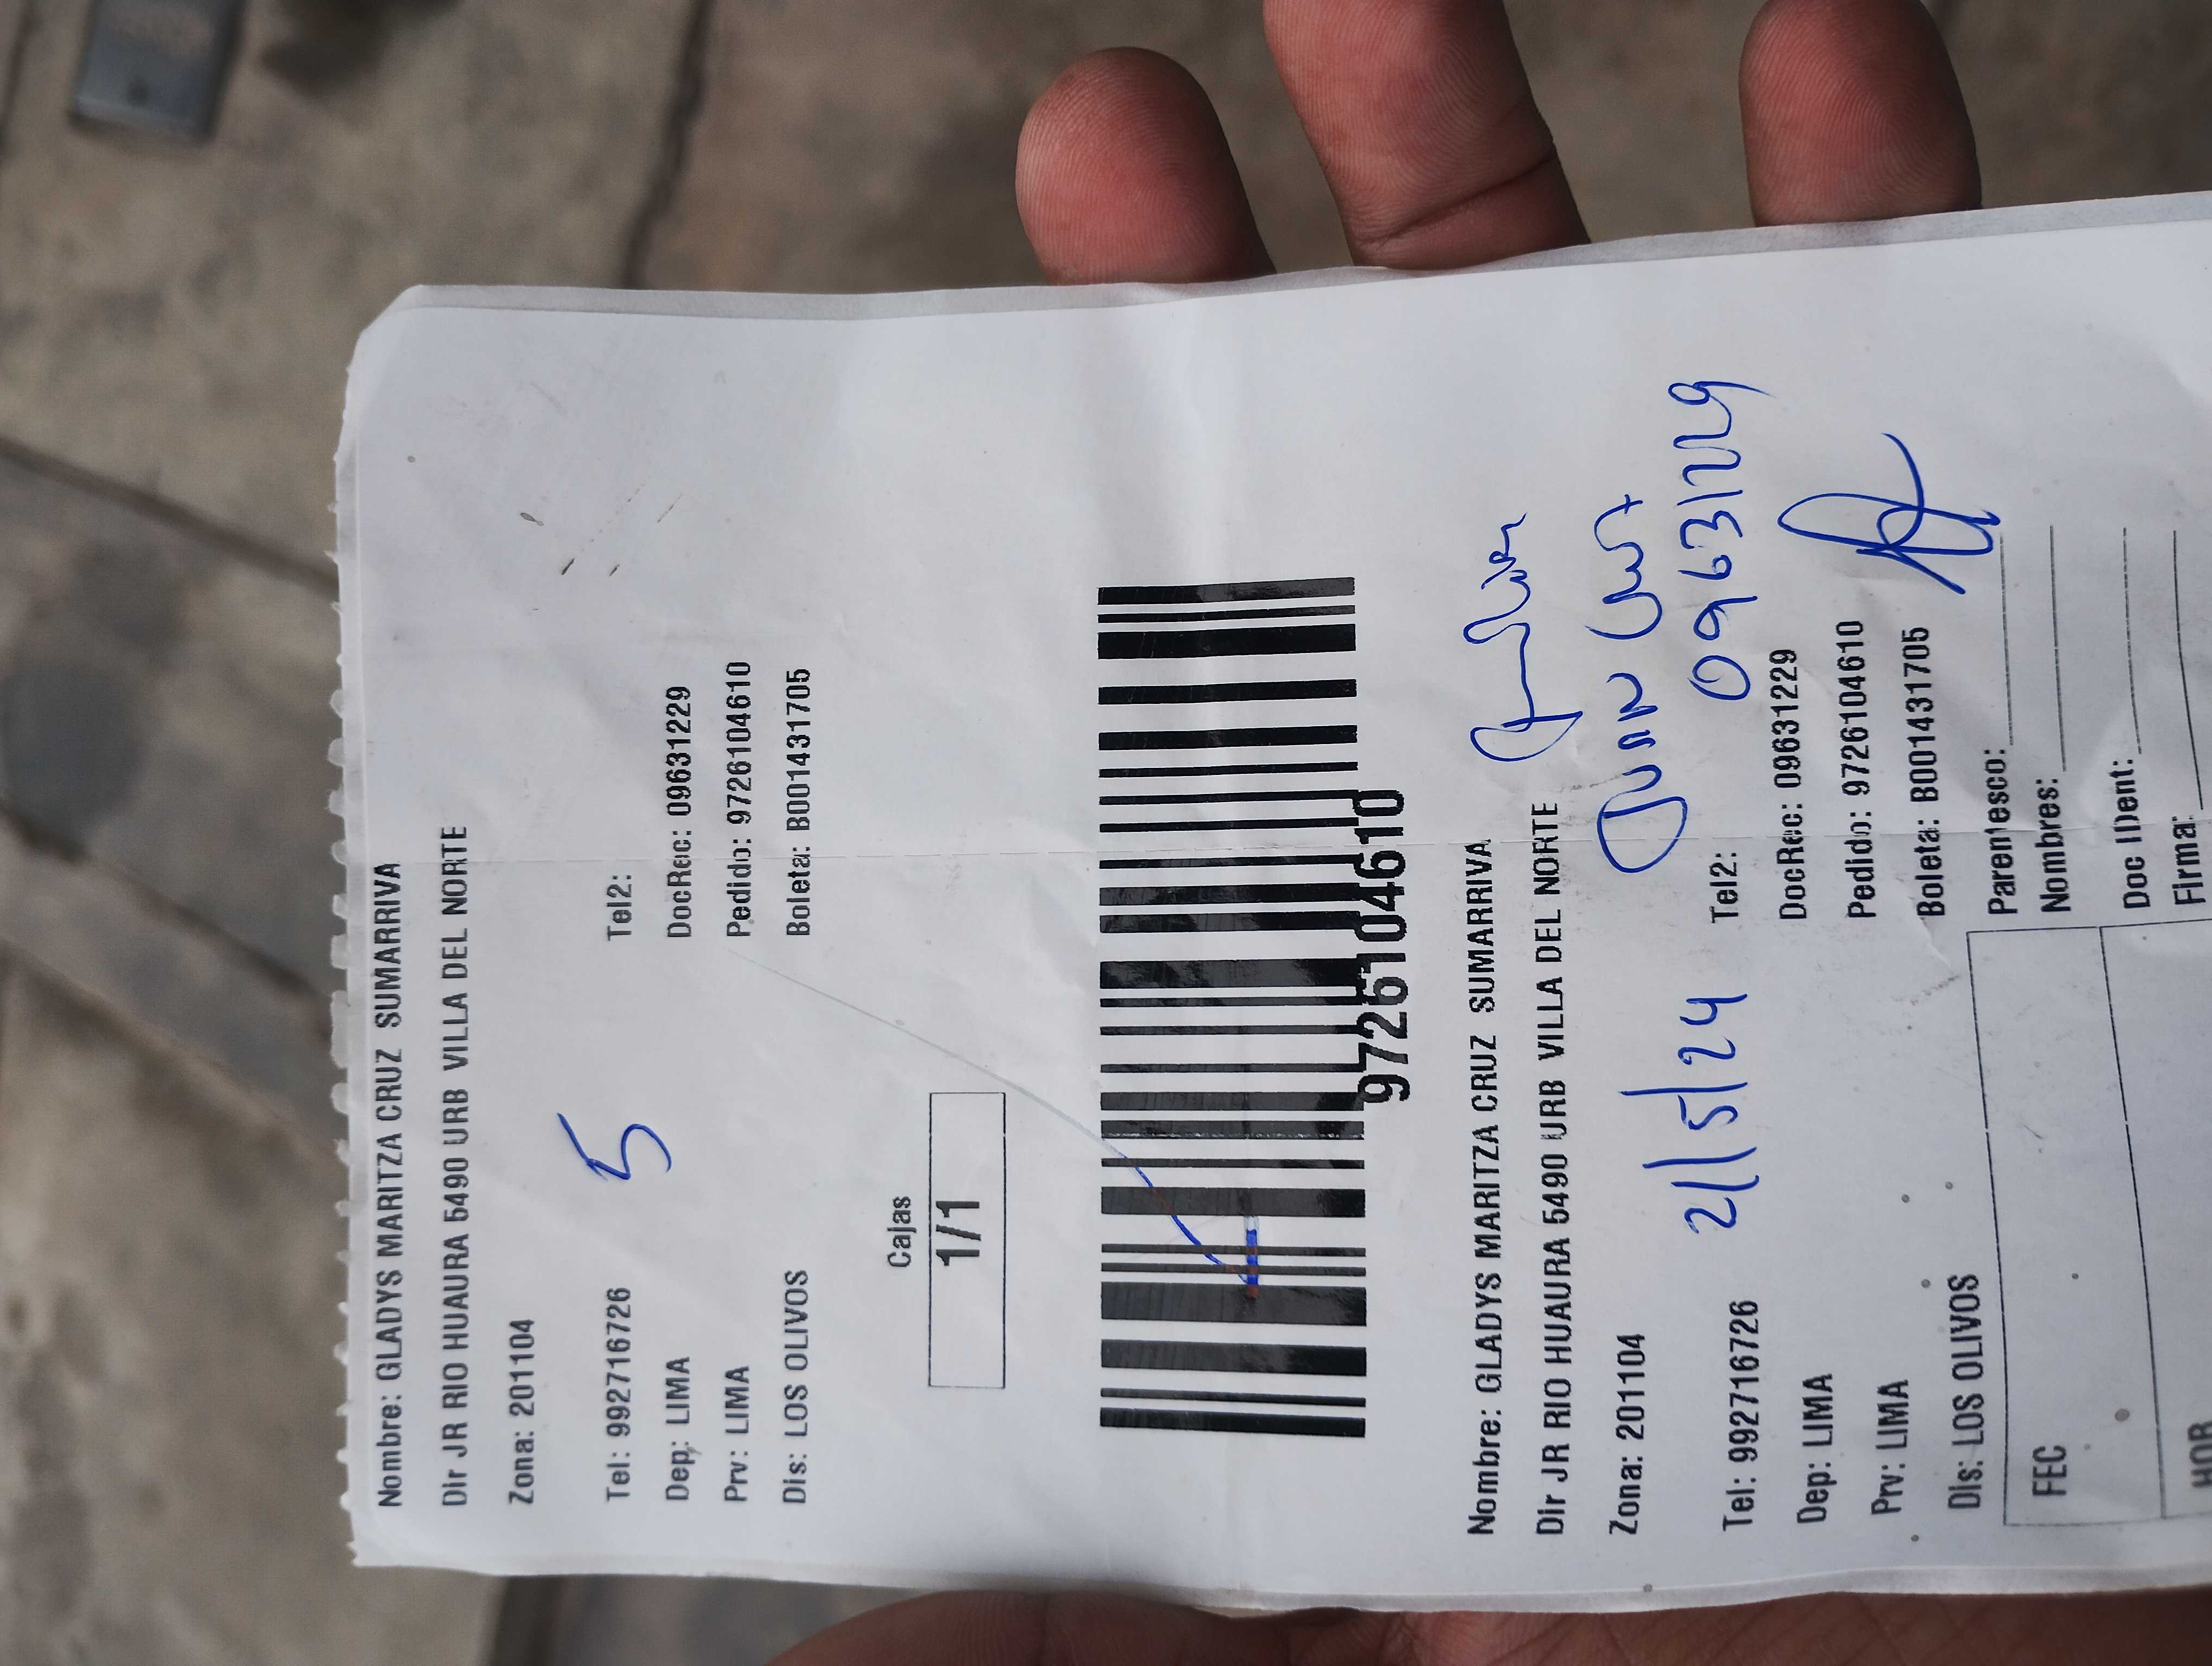 Nombre: GLADYS MARITZA CRUZ SUMARRIVA
Dir JR RIO HUAURA 5490 URB VILLA DEL NORTE
Zona: 201104
5
Tel: 992716726 Tel2:
Dep: LIMA DocRec: 09631229
Prv: LIMA Pedido: 9726104610
Dis: LOS OLIVOS Boleta: B001431705
Cajas
1/1
9726104610
Nombre: GLADYS MARITZA CRUZ SUMARRIVA
Dir JR RIO HUAURA 5490 URB VILLA DEL NORTE
Zona: 201104
21/5/24 09631229
Tel: 992716726 Tel2:
Dep: LIMA DocRec: 09631229
Prv: LIMA Pedido: 9726104610
Dis: LOS OLIVOS Boleta: B001431705
Parentesco:
FEC Nombres:
Doc IDent:
HOR Firma: